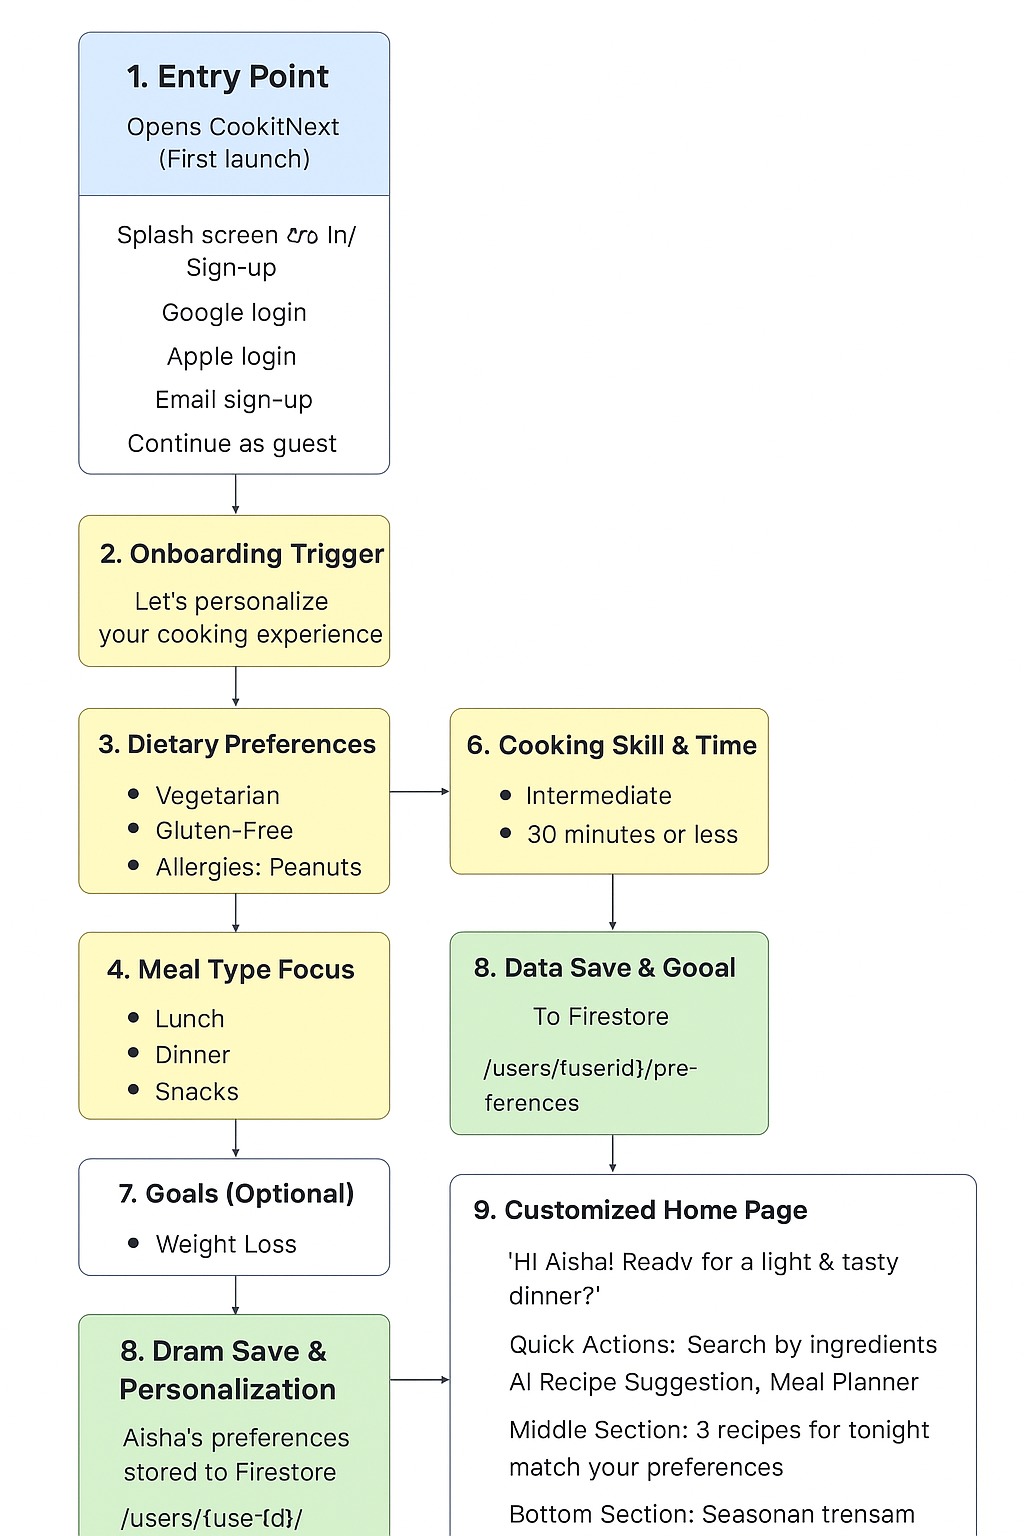 1. Entry Point
Opens CookitNext
(First launch)
Splash screen In/
Sign-up
Google login
Apple login
Email sign-up
Continue as guest
2. Onboarding Trigger
Let's personalize
your cooking experience
3. Dietary Preferences
• Vegetarian
• Gluten-Free
• Allergies: Peanuts
6. Cooking Skill & Time
• Intermediate
• 30 minutes or less
4. Meal Type Focus
• Lunch
• Dinner
• Snacks
8. Data Save & Gooal
To Firestore
/users/fuserid}/pre-
ferences
7. Goals (Optional)
• Weight Loss
8. Dram Save &
Personalization
Aisha's preferences
stored to Firestore
/users/{use-{d}/
9. Customized Home Page
'HI Aisha! Readv for a light & tasty
dinner?'
Quick Actions: Search by ingredients
AI Recipe Suggestion, Meal Planner
Middle Section: 3 recipes for tonight
match your preferences
Bottom Section: Seasonan trensam